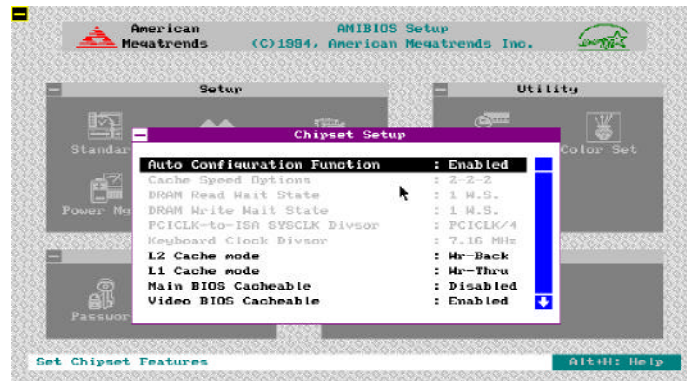 American Megatrends
AMIBIOS Setup
(C)1994, American Megatrends Inc.
Setup
Utility
Standar
Color Set
Power Mg
Passwor
Chipset Setup
Auto Configuration Function : Enabled
Cache Speed Options : 2-2-2
DRAM Read Wait State : 1 W.S.
DRAM Write Wait State : 1 W.S.
PCICLK-to-ISA SYSCLK Divsor : PCICLK/4
Keyboard Clock Divsor : 7.16 MHz
L2 Cache mode : Wr-Back
L1 Cache mode : Wr-Thru
Main BIOS Cacheable : Disabled
Video BIOS Cacheable : Enabled
Set Chipset Features
Alt+H: Help